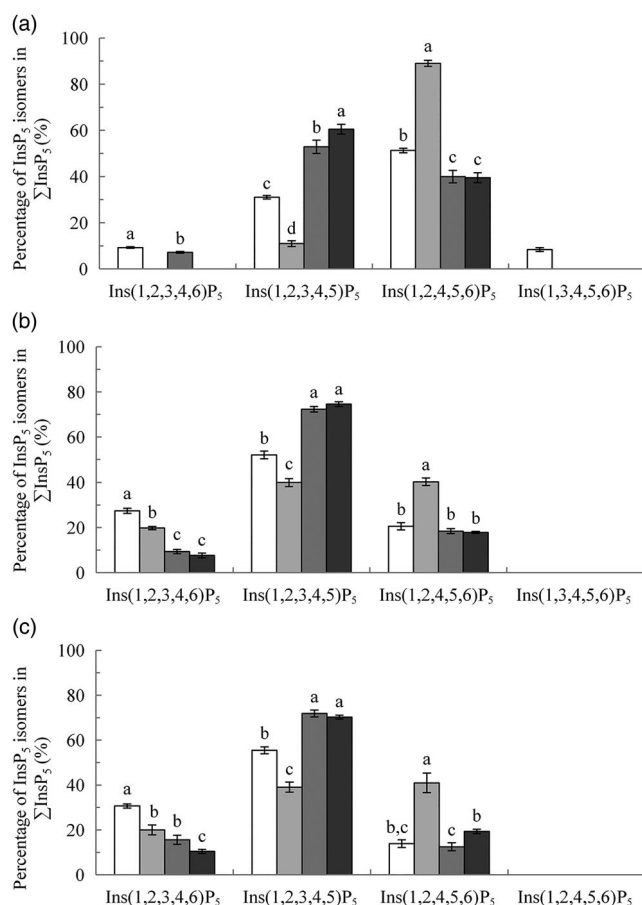 (a)
100
a
80
a
b
60
b
c
c
c
40
d
20
a
b
0
Percentage of InsP₅ isomers in
∑InsP₅ (%)
Ins(1,2,3,4,6)P₅ Ins(1,2,3,4,5)P₅ Ins(1,2,4,5,6)P₅ Ins(1,3,4,5,6)P₅
(b)
100
a a
80
b
60
c
a
40
a
b
b
b b
20
c c
0
Percentage of InsP₅ isomers in
∑InsP₅ (%)
Ins(1,2,3,4,6)P₅ Ins(1,2,3,4,5)P₅ Ins(1,2,4,5,6)P₅ Ins(1,3,4,5,6)P₅
(c)
100
a a
80
b
60
c
a
40
a
b b
b,c
c
b
20
c
0
Percentage of InsP₅ isomers in
∑InsP₅ (%)
Ins(1,2,3,4,6)P₅ Ins(1,2,3,4,5)P₅ Ins(1,2,4,5,6)P₅ Ins(1,2,4,5,6)P₅